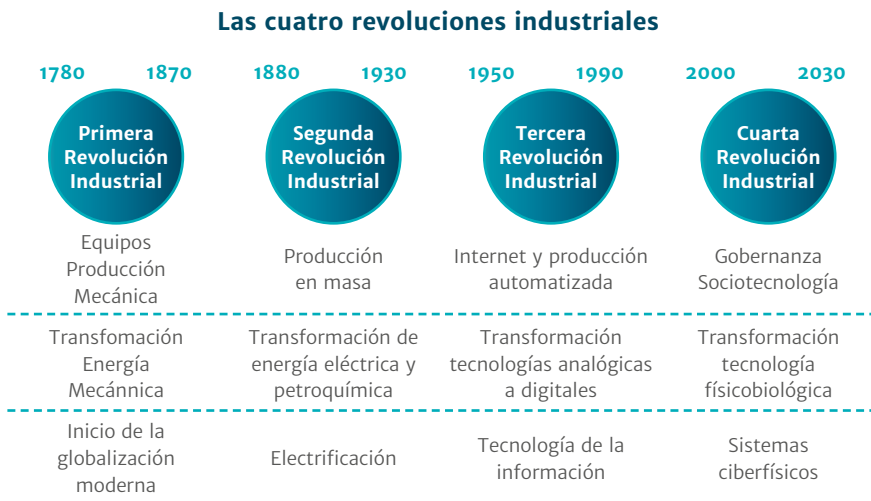 Las cuatro revoluciones industriales
1780 1870 1880 1930 1950 1990 2000 2030
Primera
Revolución
Industrial
Segunda
Revolución
Industrial
Tercera
Revolución
Industrial
Cuarta
Revolución
Industrial
Equipos
Producción
Mecánica
Producción
en masa
Internet y producción
automatizada
Gobernanza
Sociotecnología
Transfomación
Energía
Mecánnica
Transformación de
energía eléctrica y
petroquímica
Transformación
tecnologías analógicas
a digitales
Transformación
tecnología
físicobiológica
Inicio de la
globalización
moderna
Electrificación
Tecnología de la
información
Sistemas
ciberfísicos